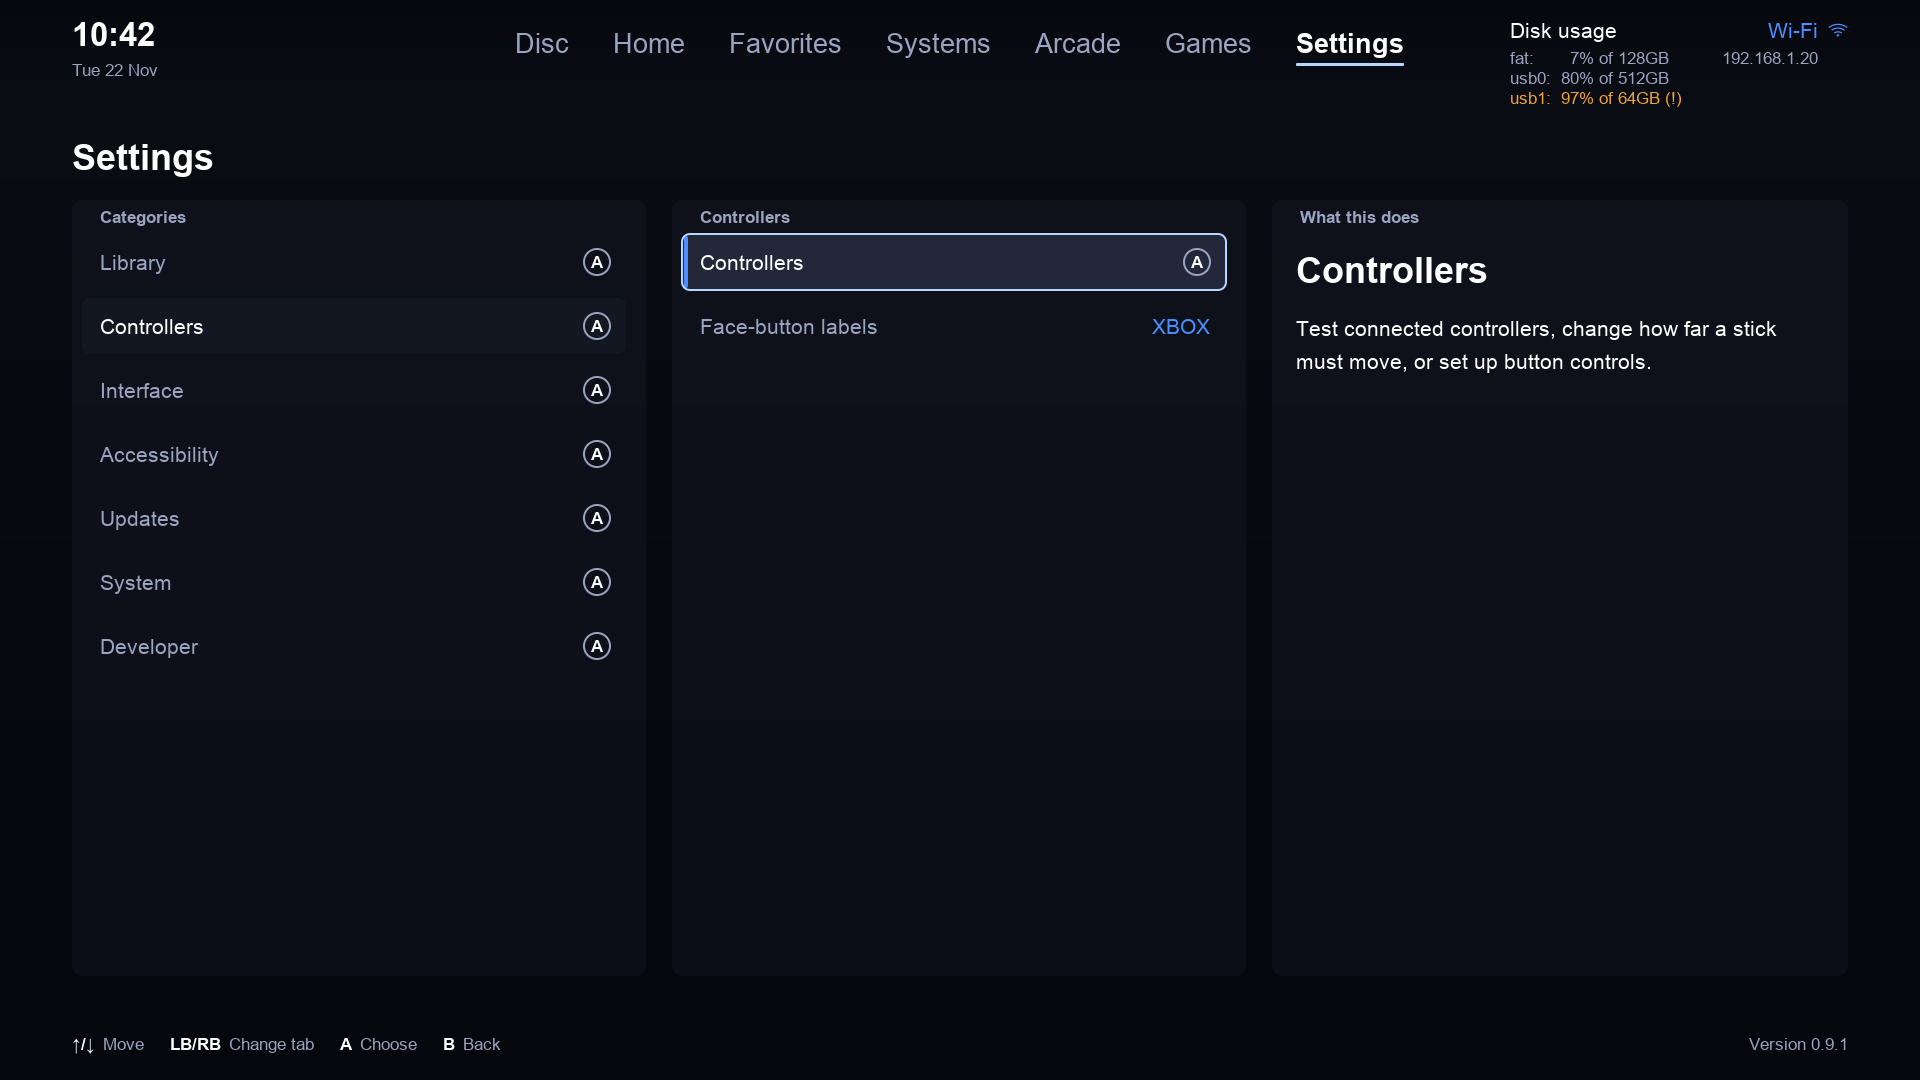 10:42
Tue 22 Nov
Disc Home Favorites Systems Arcade Games Settings
Disk usage
fat: 7% of 128GB
usb0: 80% of 512GB
usb1: 97% of 64GB (!)
Wi-Fi
192.168.1.20
Settings
Categories
Library A
Controllers A
Interface A
Accessibility A
Updates A
System A
Developer A
Controllers
Controllers A
Face-button labels XBOX
What this does
Controllers
Test connected controllers, change how far a stick
must move, or set up button controls.
↑/↓ Move LB/RB Change tab A Choose B Back
Version 0.9.1